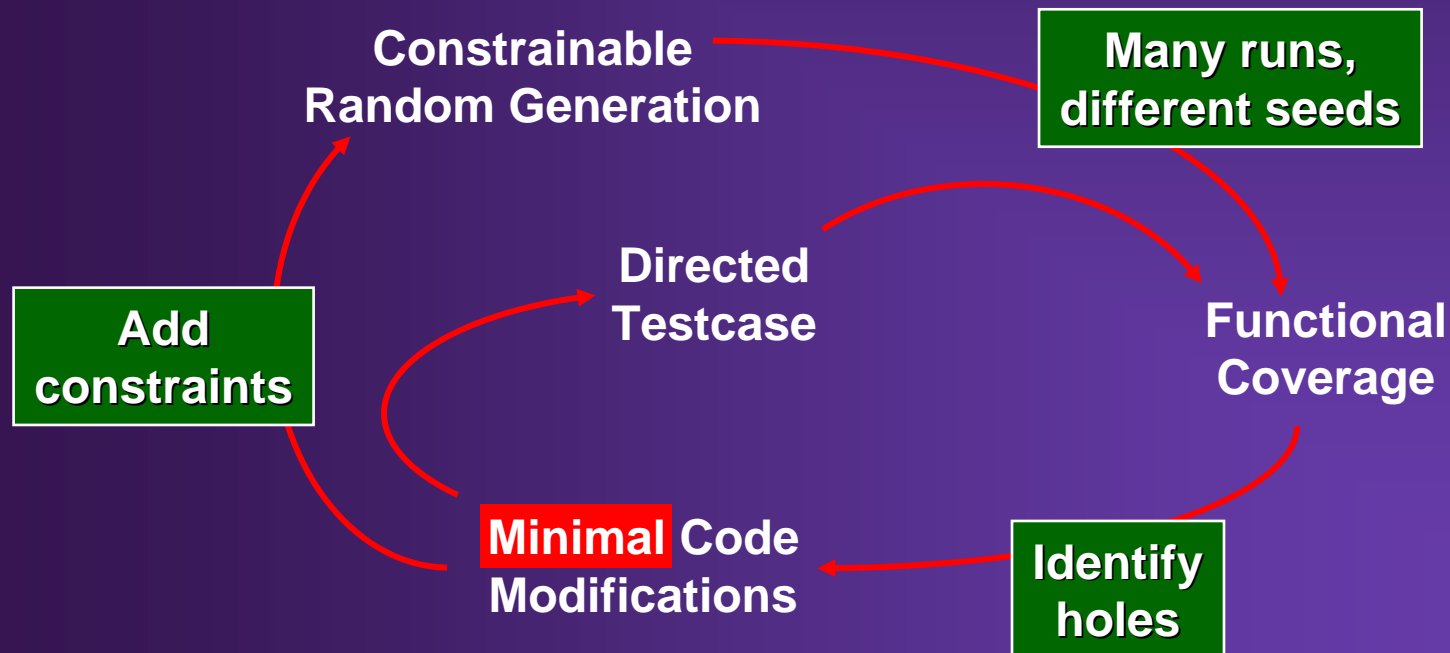 Constrainable
Random Generation
Many runs,
different seeds
Directed
Testcase
Add
constraints
Functional
Coverage
Minimal Code
Modifications
Identify
holes